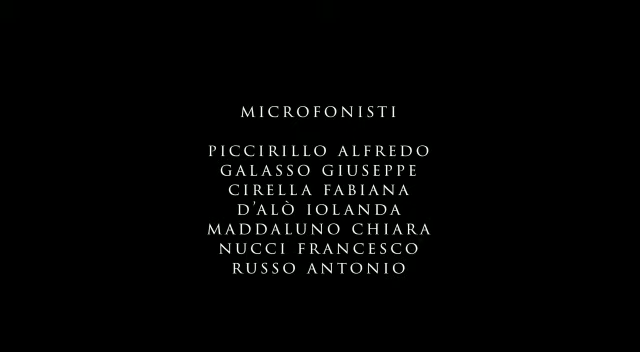 MICROFONISTI
PICCIRILLO ALFREDO
GALASSO GIUSEPPE
CIRELLA FABIANA
D'ALÒ IOLANDA
MADDALUNO CHIARA
NUCCI FRANCESCO
RUSSO ANTONIO